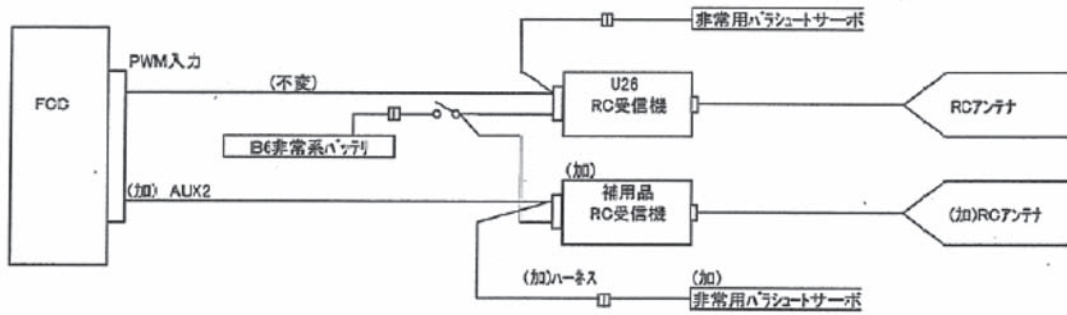 非常用パラシュートサーボ
PWM入力
FCC
(不変)
U26
RC受信機
RCアンテナ
B6非常系バッテリ
(加) AUX2
(加)
補用品
RC受信機
(加)RCアンテナ
(加)ハーネス
(加)
非常用パラシュートサーボ